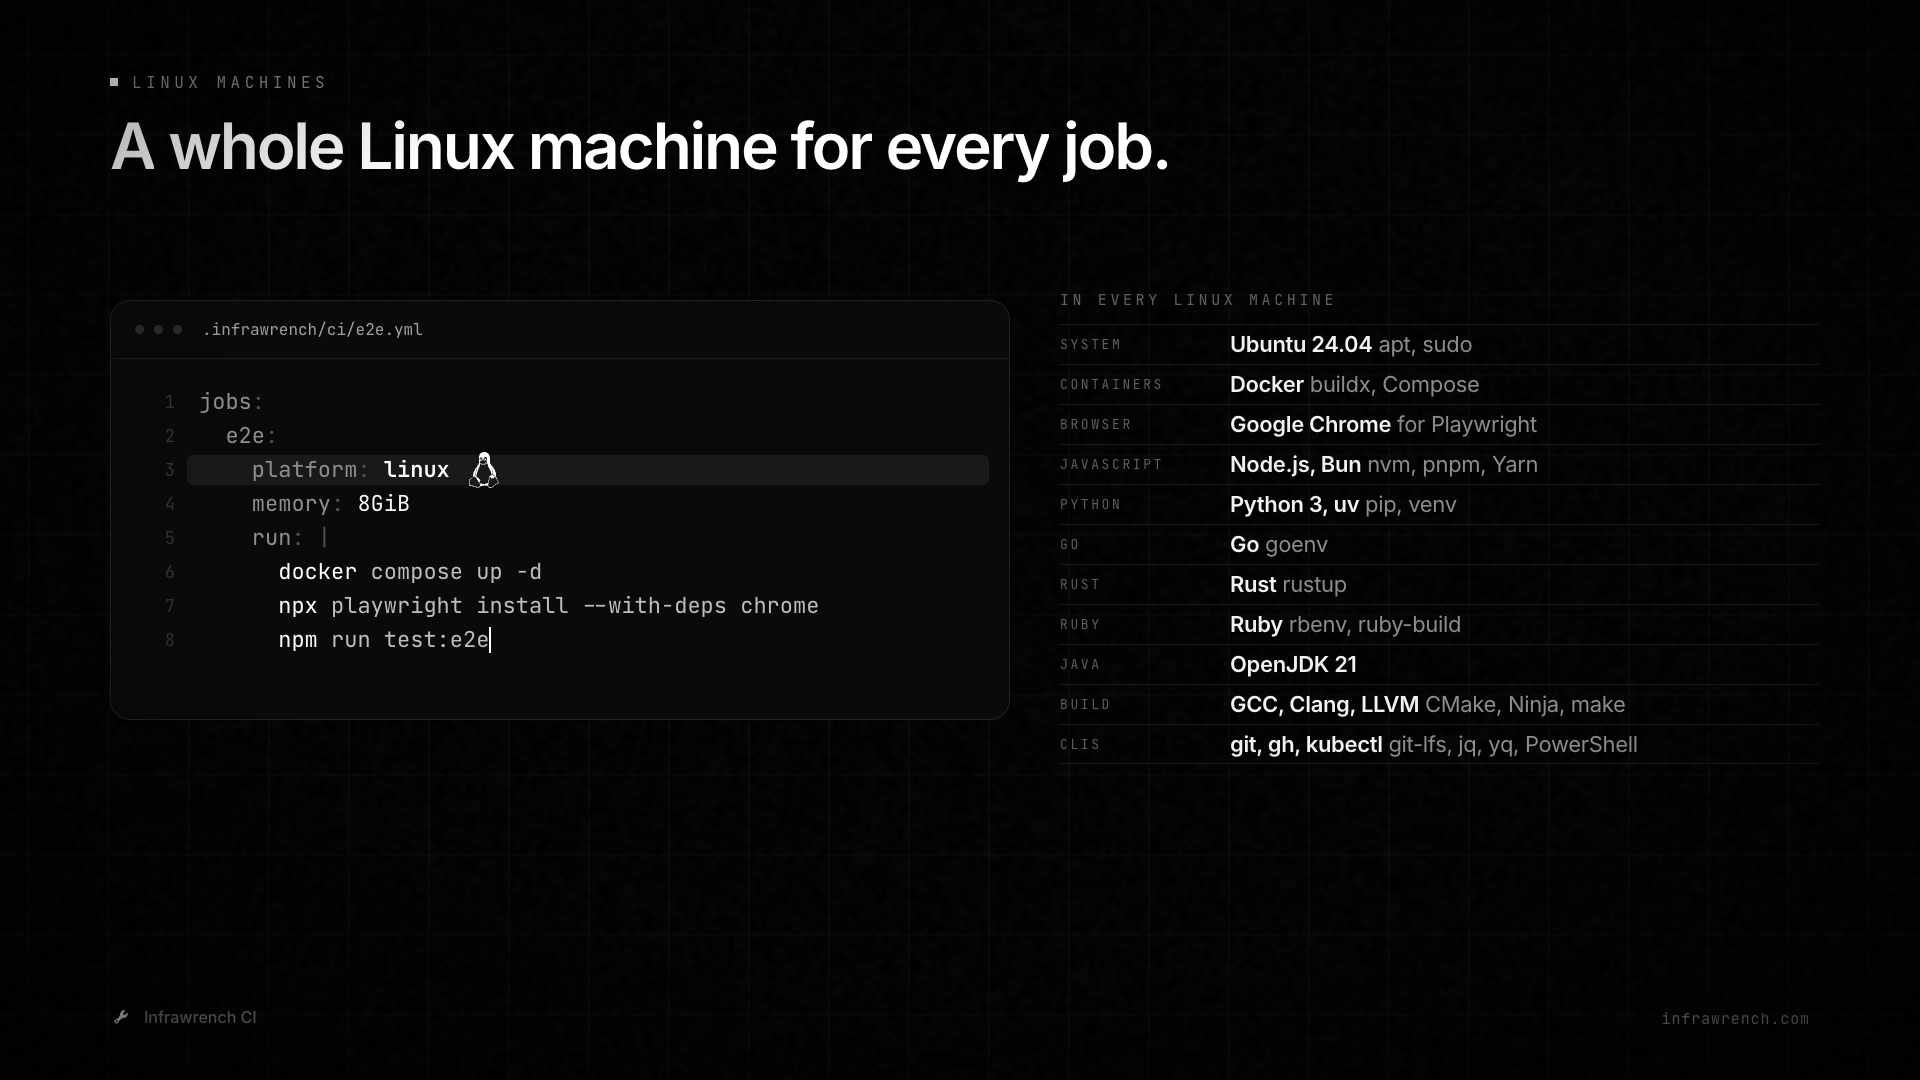 LINUX MACHINES
A whole Linux machine for every job.
.infrawrench/ci/e2e.yml
1 jobs:
2 e2e:
3 platform: linux
4 memory: 8GiB
5 run: |
6 docker compose up -d
7 npx playwright install --with-deps chrome
8 npm run test:e2e
IN EVERY LINUX MACHINE
SYSTEM Ubuntu 24.04 apt, sudo
CONTAINERS Docker buildx, Compose
BROWSER Google Chrome for Playwright
JAVASCRIPT Node.js, Bun nvm, pnpm, Yarn
PYTHON Python 3, uv pip, venv
GO Go goenv
RUST Rust rustup
RUBY Ruby rbenv, ruby-build
JAVA OpenJDK 21
BUILD GCC, Clang, LLVM CMake, Ninja, make
CLIS git, gh, kubectl git-lfs, jq, yq, PowerShell
Infrawrench CI
infrawrench.com